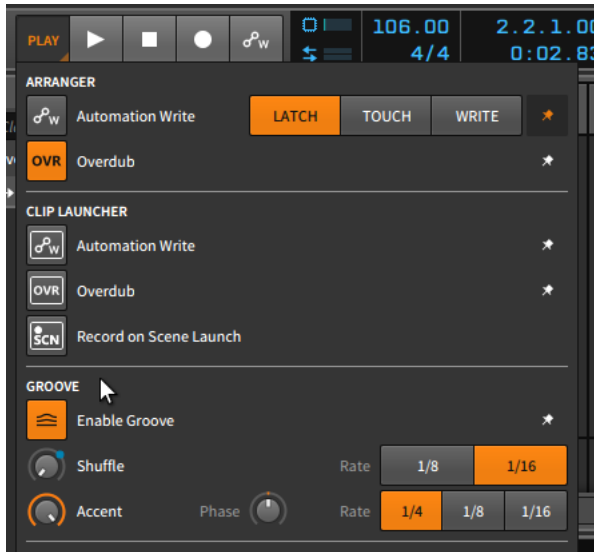 PLAY
W
106.00
2.2.1.00
4/4
0:02.83
ARRANGER
W Automation Write LATCH TOUCH WRITE
OVR Overdub
CLIP LAUNCHER
W Automation Write
OVR Overdub
SCN Record on Scene Launch
GROOVE
Enable Groove
Shuffle Rate 1/8 1/16
Accent Phase Rate 1/4 1/8 1/16